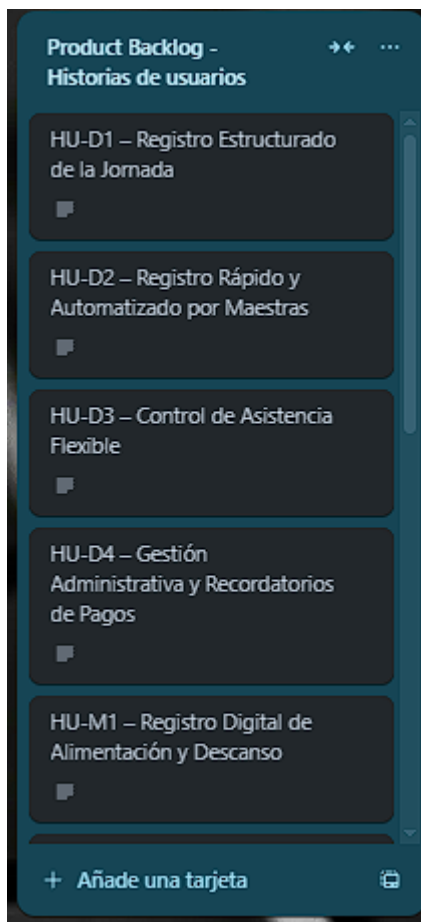 Product Backlog -
Historias de usuarios
HU-D1 – Registro Estructurado
de la Jornada
HU-D2 – Registro Rápido y
Automatizado por Maestras
HU-D3 – Control de Asistencia
Flexible
HU-D4 – Gestión
Administrativa y Recordatorios
de Pagos
HU-M1 – Registro Digital de
Alimentación y Descanso
+ Añade una tarjeta